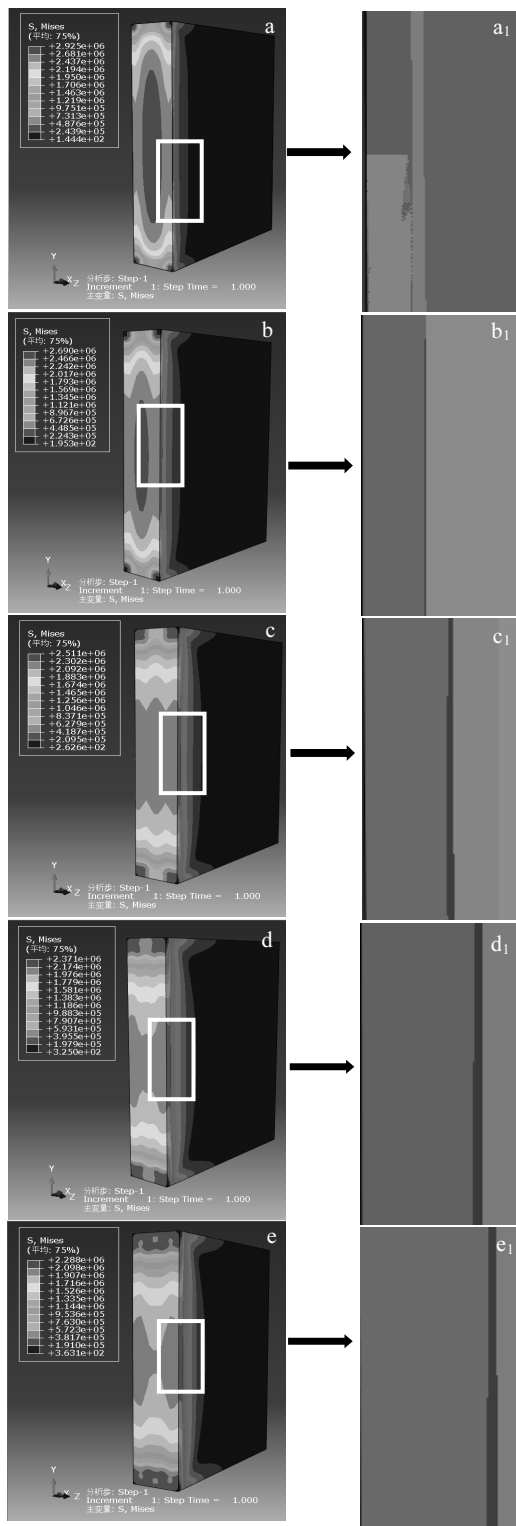 a
S, Mises
(平均: 75%)
+2.925e+06
+2.681e+06
+2.437e+06
+2.194e+06
+1.950e+06
+1.706e+06
+1.463e+06
+1.219e+06
+9.751e+05
+7.313e+05
+4.876e+05
+2.439e+05
+1.444e+02
Y
X
Z
分析步: Step-1
Increment 1: Step Time = 1.000
主变量: S, Mises
a1
b
S, Mises
(平均: 75%)
+2.690e+06
+2.466e+06
+2.242e+06
+2.017e+06
+1.793e+06
+1.569e+06
+1.345e+06
+1.121e+06
+8.967e+05
+6.726e+05
+4.485e+05
+2.243e+05
+1.953e+02
Y
X
Z
分析步: Step-1
Increment 1: Step Time = 1.000
主变量: S, Mises
b1
c
S, Mises
(平均: 75%)
+2.511e+06
+2.302e+06
+2.092e+06
+1.883e+06
+1.674e+06
+1.465e+06
+1.256e+06
+1.046e+06
+8.371e+05
+6.279e+05
+4.187e+05
+2.095e+05
+2.626e+02
Y
X
Z
分析步: Step-1
Increment 1: Step Time = 1.000
主变量: S, Mises
c1
d
S, Mises
(平均: 75%)
+2.371e+06
+2.174e+06
+1.976e+06
+1.779e+06
+1.581e+06
+1.383e+06
+1.186e+06
+9.883e+05
+7.907e+05
+5.931e+05
+3.955e+05
+1.979e+05
+3.250e+02
Y
X
Z
分析步: Step-1
Increment 1: Step Time = 1.000
主变量: S, Mises
d1
e
S, Mises
(平均: 75%)
+2.288e+06
+2.098e+06
+1.907e+06
+1.716e+06
+1.526e+06
+1.335e+06
+1.144e+06
+9.536e+05
+7.630e+05
+5.723e+05
+3.817e+05
+1.910e+05
+3.631e+02
Y
X
Z
分析步: Step-1
Increment 1: Step Time = 1.000
主变量: S, Mises
e1